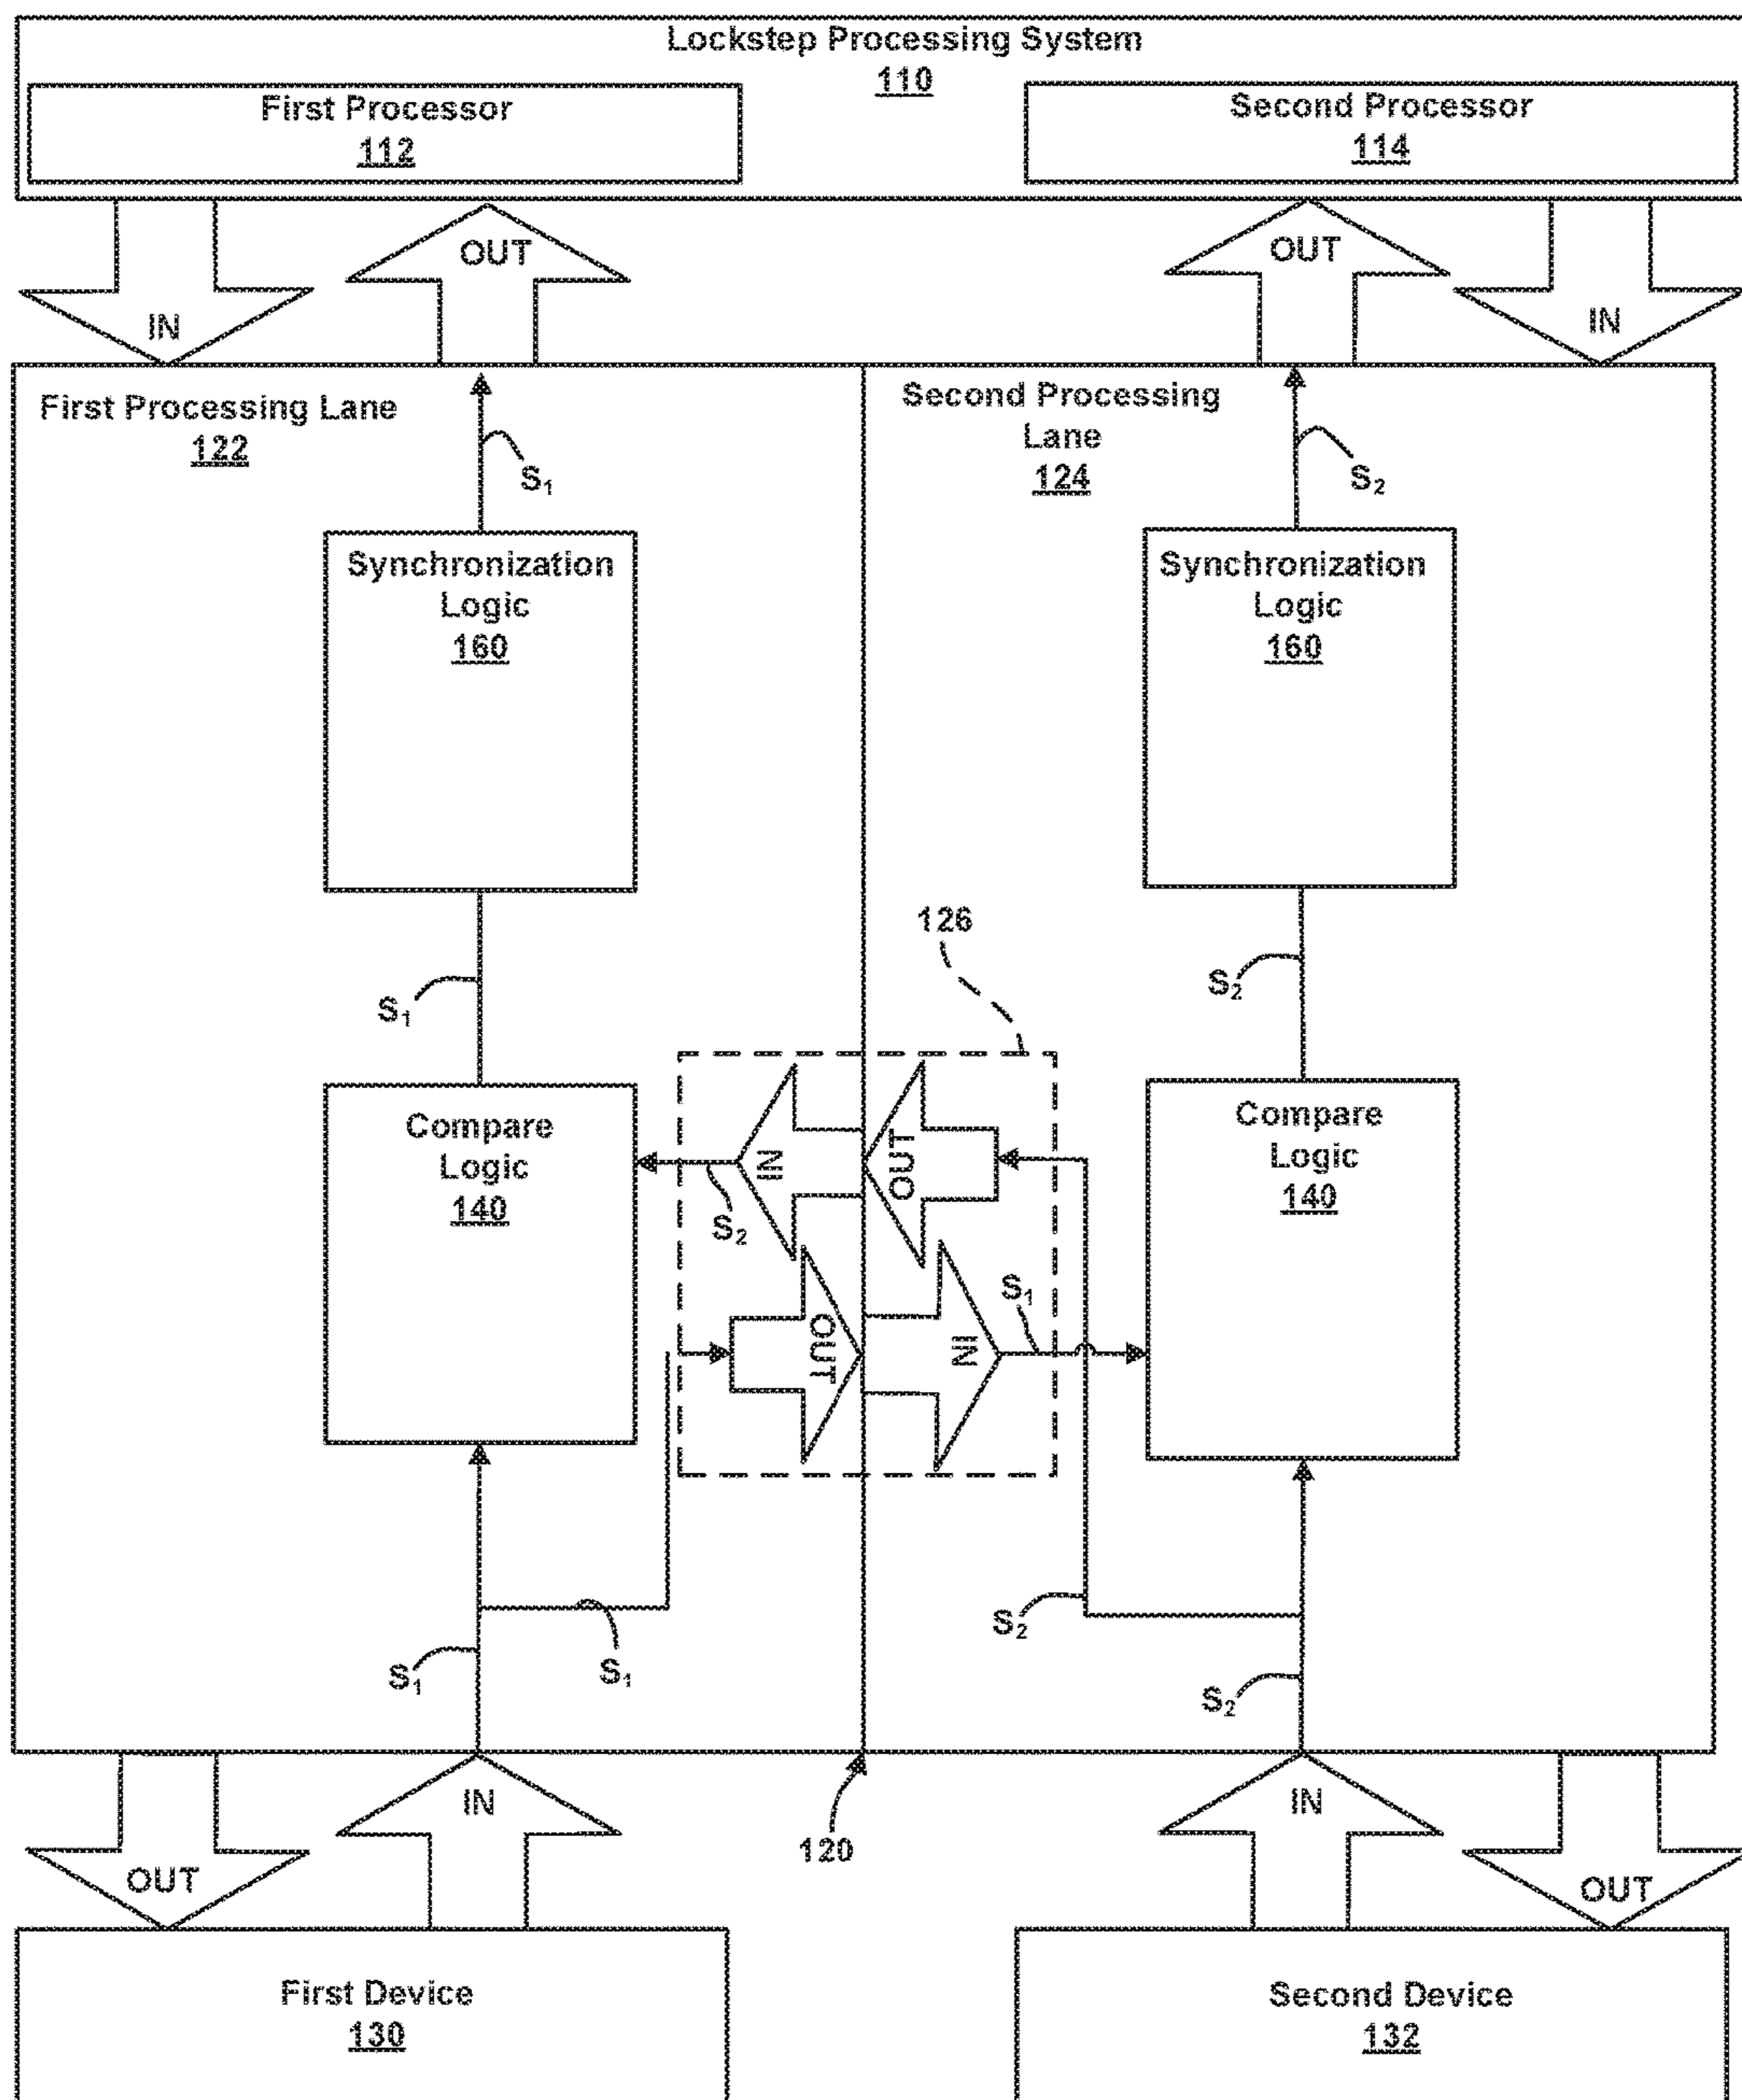 Lockstep Processing System
110
First Processor
112
Second Processor
114
IN
OUT
OUT
IN
First Processing Lane
122
Second Processing
Lane
124
S1
S2
Synchronization
Logic
160
Synchronization
Logic
160
126
S1
S2
Compare
Logic
140
Compare
Logic
140
IN
OUT
S2
S1
OUT
IN
S1
S1
S2
S2
IN
OUT
120
IN
OUT
First Device
130
Second Device
132